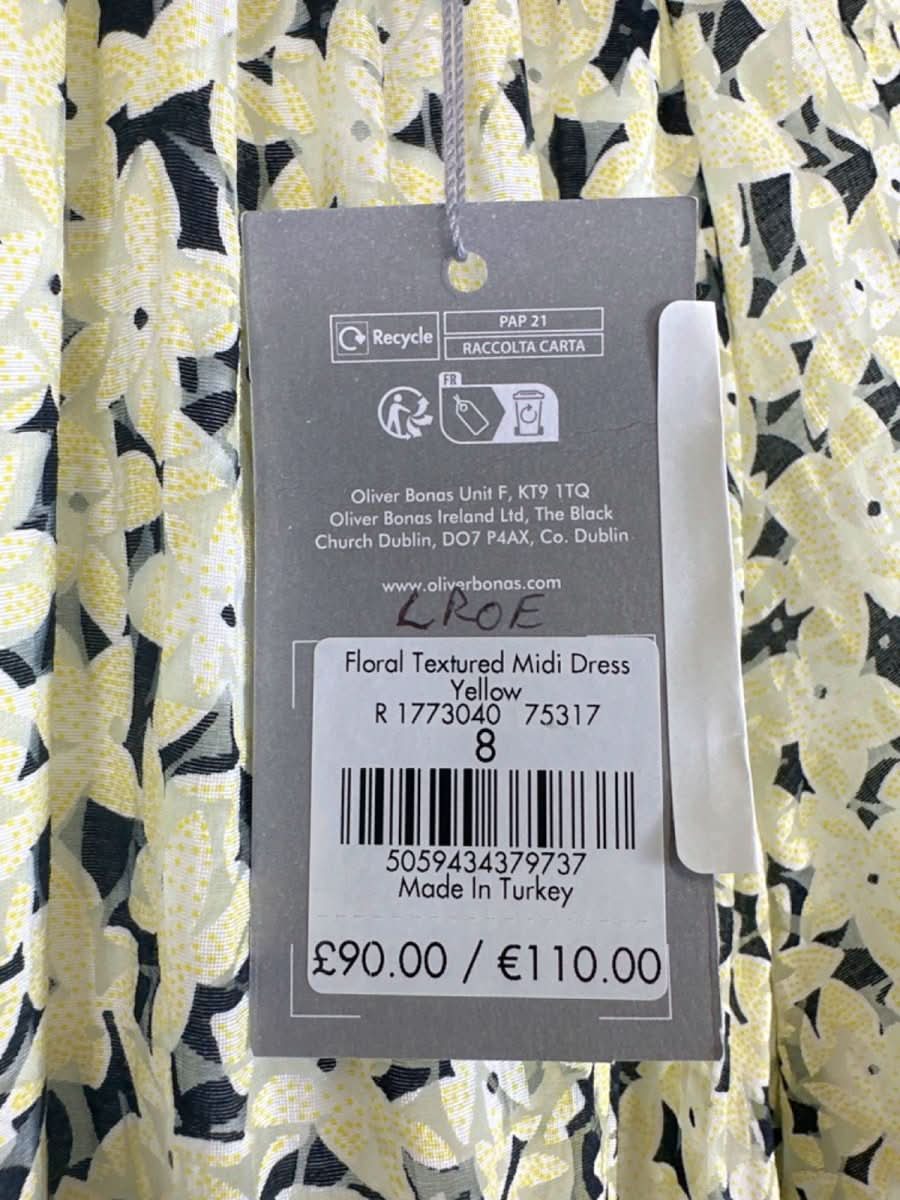 Recycle
PAP 21
RACCOLTA CARTA
FR
Oliver Bonas Unit F, KT9 1TQ
Oliver Bonas Ireland Ltd, The Black
Church Dublin, DO7 P4AX, Co. Dublin
www.oliverbonas.com
LROE
Floral Textured Midi Dress
Yellow
R 1773040 75317
8
5059434379737
Made In Turkey
£90.00 / €110.00